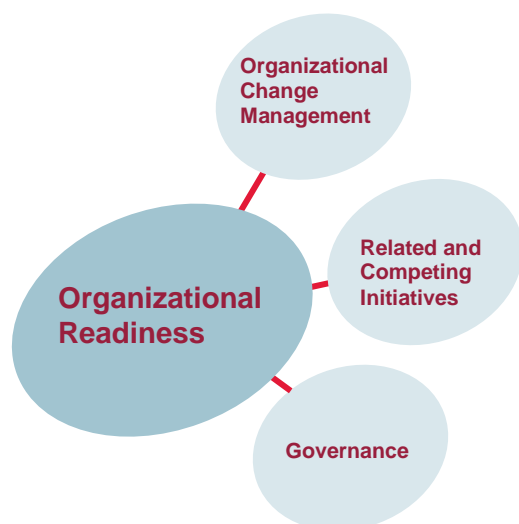 Organizational
Change
Management
Related and
Competing
Initiatives
Organizational
Readiness
Governance